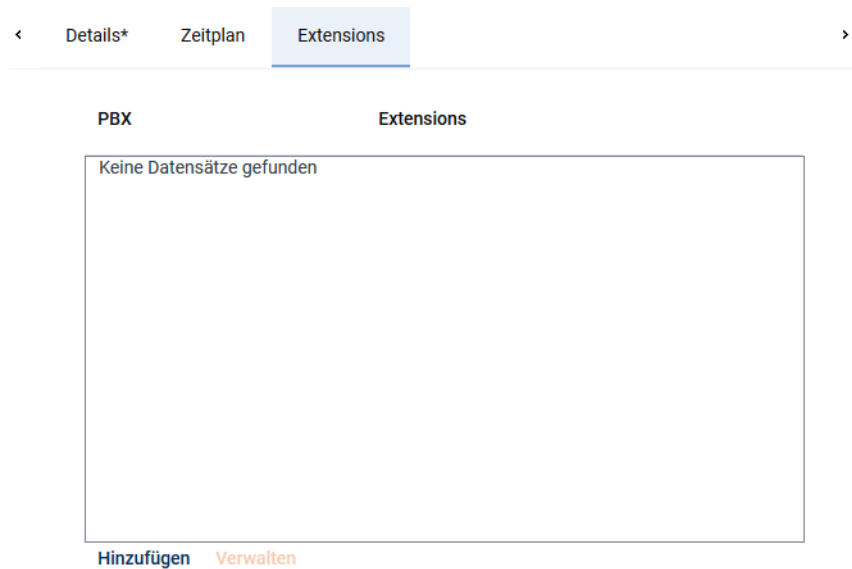 Details* Zeitplan Extensions
PBX Extensions
Keine Datensätze gefunden
Hinzufügen Verwalten